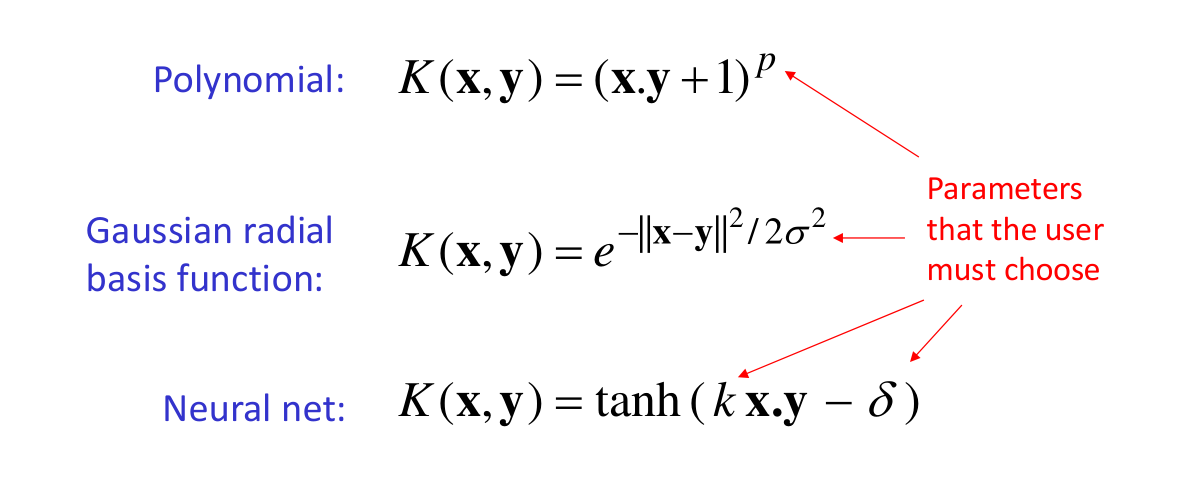 Polynomial: K(x,y) = (x.y + 1)^p
Gaussian radial
basis function: K(x,y) = e^{−‖x−y‖²/2σ²}
Neural net: K(x,y) = tanh(k x.y − δ)
Parameters
that the user
must choose